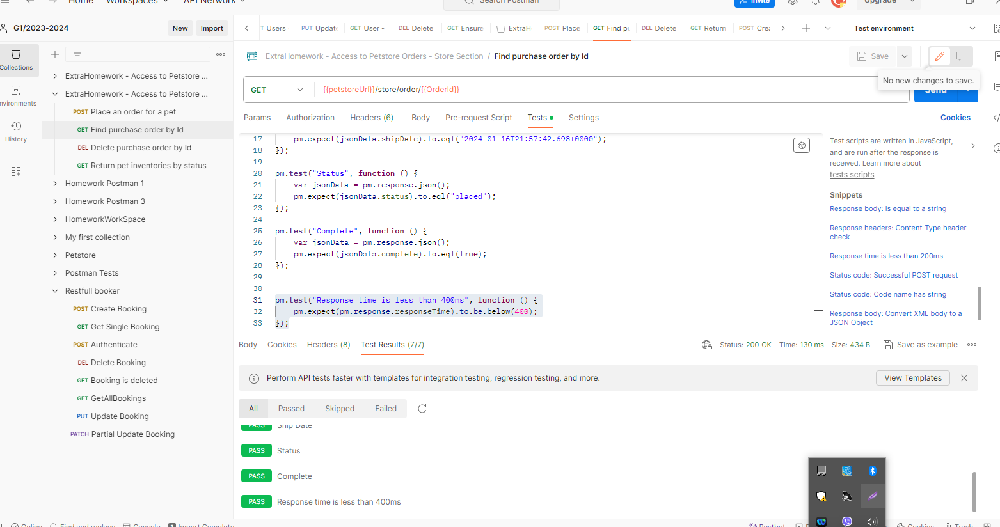 Home Workspaces API Network Search Postman Invite Upgrade
G1/2023-2024 New Import
Users PUT GET User - DEL Delete GET Ensure ExtraH POST Place GET Find DEL Delete GET Return POST Test environment
Collections
Environments
History
ExtraHomework - Access to Petstore ...
ExtraHomework - Access to Petstore ...
POST Place an order for a pet
GET Find purchase order by Id
DEL Delete purchase order by Id
GET Return pet inventories by status
Homework Postman 1
Homework Postman 3
HomeworkWorkSpace
My first collection
Petstore
Postman Tests
Restfull booker
POST Create Booking
GET Get Single Booking
POST Authenticate
DEL Delete Booking
GET Booking is deleted
GET GetAllBookings
PUT Update Booking
PATCH Partial Update Booking
HTTP ExtraHomework - Access to Petstore Orders - Store Section / Find purchase order by Id Save
No new changes to save.
GET {{petstoreUrl}}/store/order/{{OrderId}} Send
Params Authorization Headers (6) Body Pre-request Script Tests Settings Cookies
17 pm.expect(jsonData.shipDate).to.eql("2024-01-16T21:57:42.698+0000");
18 });
19
20 pm.test("Status", function () {
21 var jsonData = pm.response.json();
22 pm.expect(jsonData.status).to.eql("placed");
23 });
24
25 pm.test("Complete", function () {
26 var jsonData = pm.response.json();
27 pm.expect(jsonData.complete).to.eql(true);
28 });
29
30
31 pm.test("Response time is less than 400ms", function () {
32 pm.expect(pm.response.responseTime).to.be.below(400);
33 });
Test scripts are written in JavaScript,
and are run after the response is
received. Learn more about
tests scripts
Snippets
Response body: Is equal to a string
Response headers: Content-Type header
check
Response time is less than 200ms
Status code: Successful POST request
Status code: Code name has string
Response body: Convert XML body to a
JSON Object
Body Cookies Headers (8) Test Results (7/7) Status: 200 OK Time: 130 ms Size: 434 B Save as example
Perform API tests faster with templates for integration testing, regression testing, and more. View Templates
All Passed Skipped Failed
PASS Ship Date
PASS Status
PASS Complete
PASS Response time is less than 400ms
Online Find and replace Console Import Complete Postbot Cookies Trash